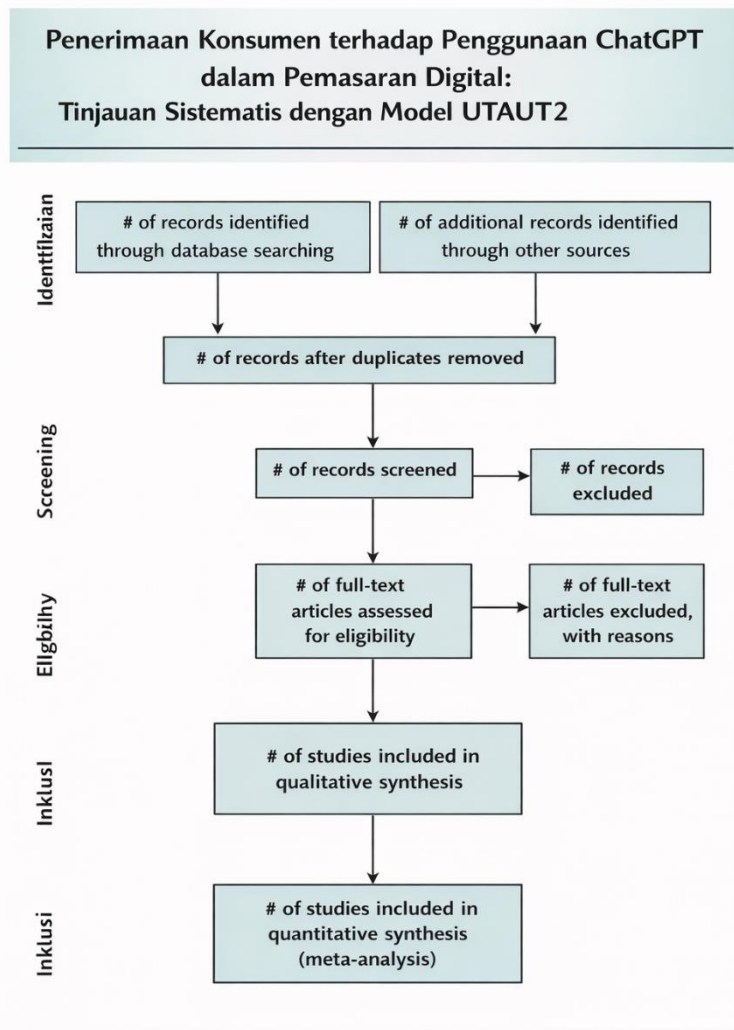 Penerimaan Konsumen terhadap Penggunaan ChatGPT
dalam Pemasaran Digital:
Tinjauan Sistematis dengan Model UTAUT2
Identtflzaian
# of records identified
through database searching
# of additional records identified
through other sources
# of records after duplicates removed
Screening
# of records screened
# of records
excluded
Elıgbılhy
# of full-text
articles assessed
for eligibility
# of full-text
articles excluded,
with reasons
InklusI
# of studies included in
qualitative synthesis
Inklusi
# of studies included in
quantitative synthesis
(meta-analysis)